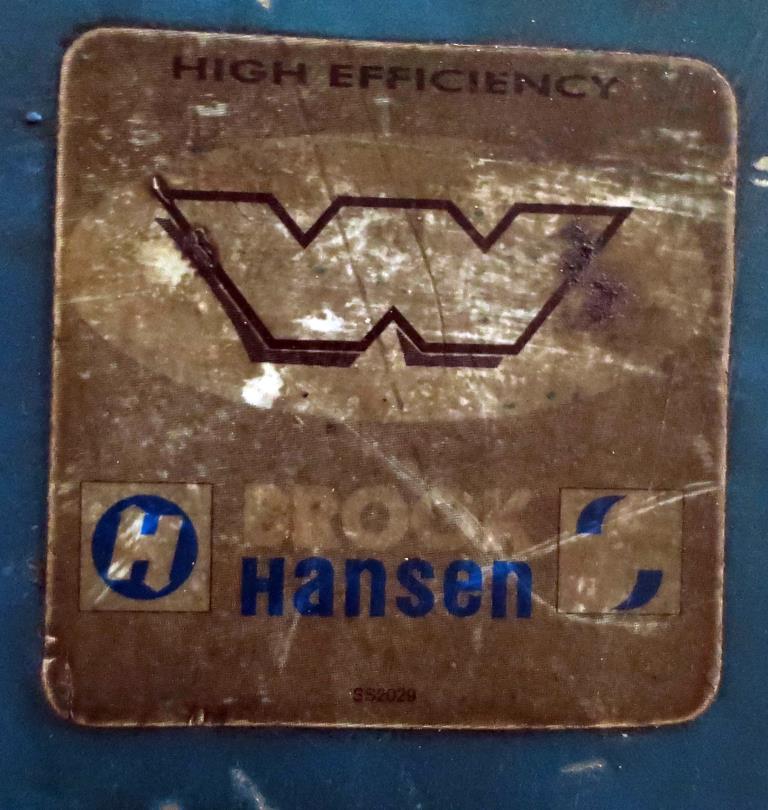 HIGH EFFICIENCY
W
H
BROOK
Hansen
SS2029